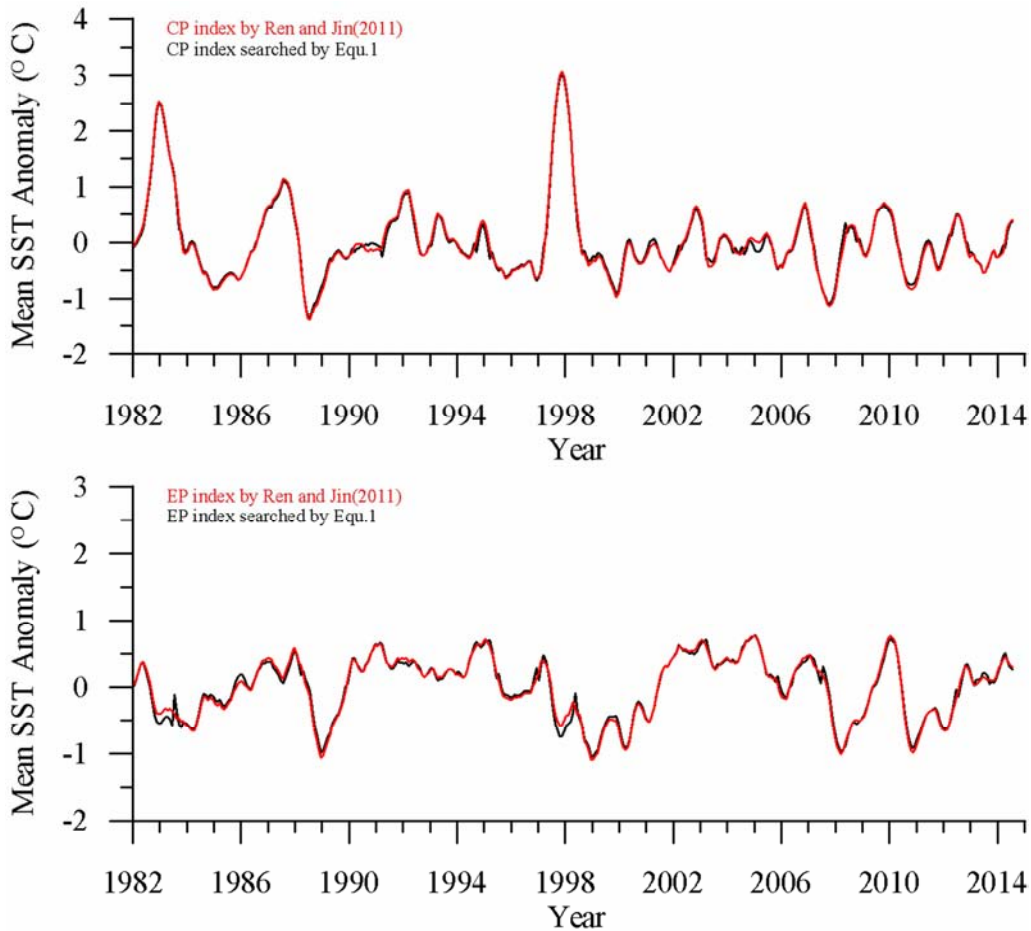 4
CP index by Ren and Jin(2011)
CP index searched by Equ.1
3
2
1
0
-1
-2
Mean SST Anomaly (°C)
1982 1986 1990 1994 1998 2002 2006 2010 2014
Year
3
EP index by Ren and Jin(2011)
EP index searched by Equ.1
2
1
0
-1
-2
Mean SST Anomaly (°C)
1982 1986 1990 1994 1998 2002 2006 2010 2014
Year